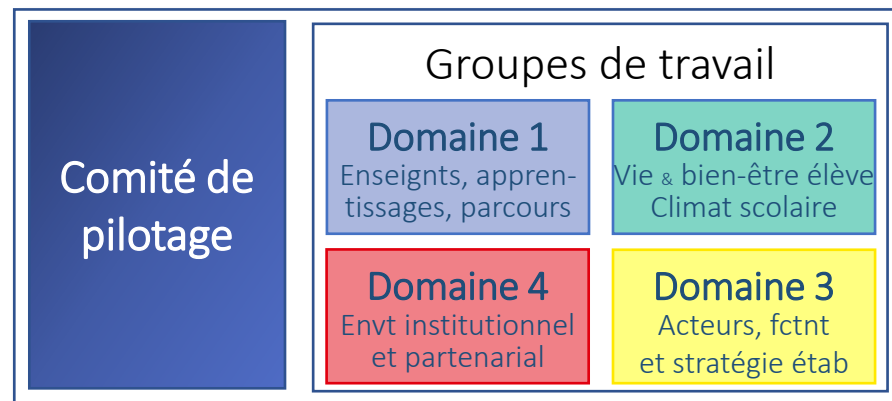 Comité de
pilotage
Groupes de travail
Domaine 1
Enseignts, appren-
tissages, parcours
Domaine 2
Vie & bien-être élève
Climat scolaire
Domaine 4
Envt institutionnel
et partenarial
Domaine 3
Acteurs, fctnt
et stratégie étab